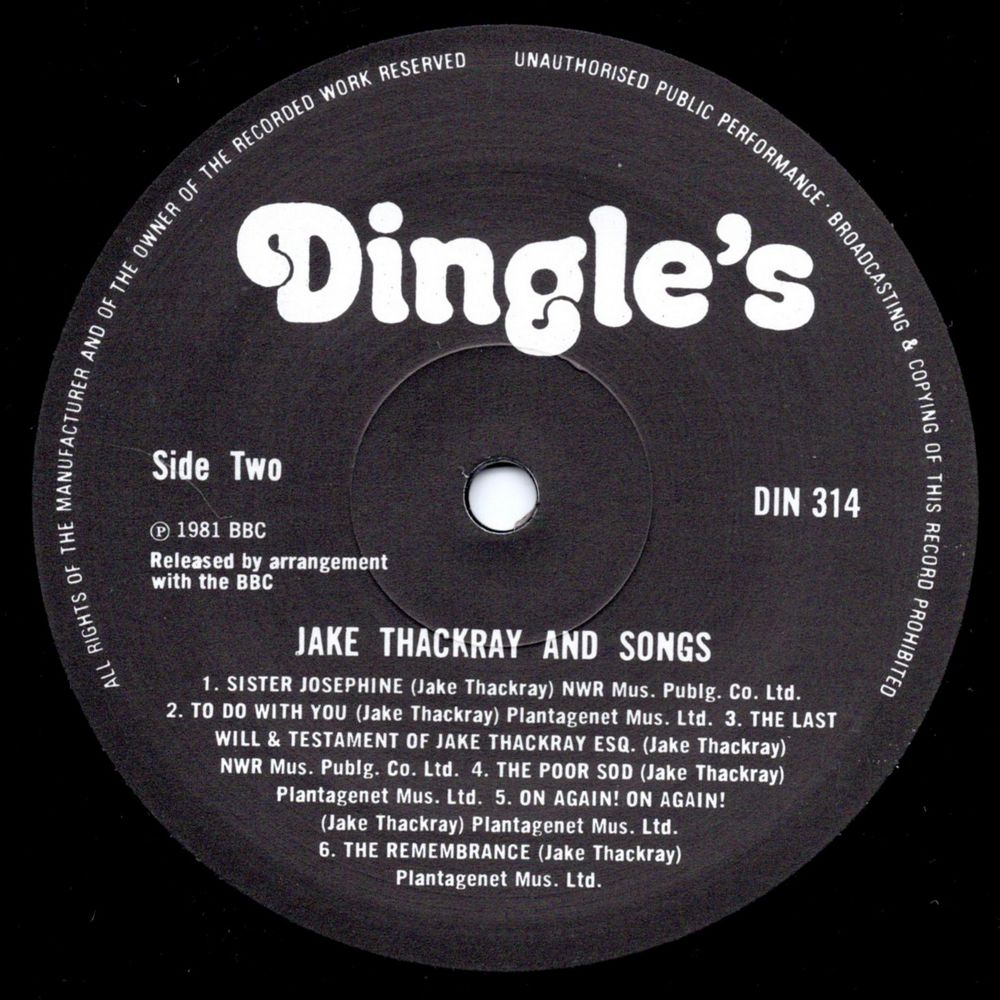 ALL RIGHTS OF THE MANUFACTURER AND OF THE OWNER OF THE RECORDED WORK RESERVED
UNAUTHORISED PUBLIC PERFORMANCE · BROADCASTING & COPYING OF THIS RECORD PROHIBITED
Dingle's
Side Two
DIN 314
℗ 1981 BBC
Released by arrangement
with the BBC
JAKE THACKRAY AND SONGS
1. SISTER JOSEPHINE (Jake Thackray) NWR Mus. Publg. Co. Ltd.
2. TO DO WITH YOU (Jake Thackray) Plantagenet Mus. Ltd. 3. THE LAST
WILL & TESTAMENT OF JAKE THACKRAY ESQ. (Jake Thackray)
NWR Mus. Publg. Co. Ltd. 4. THE POOR SOD (Jake Thackray)
Plantagenet Mus. Ltd. 5. ON AGAIN! ON AGAIN!
(Jake Thackray) Plantagenet Mus. Ltd.
6. THE REMEMBRANCE (Jake Thackray)
Plantagenet Mus. Ltd.